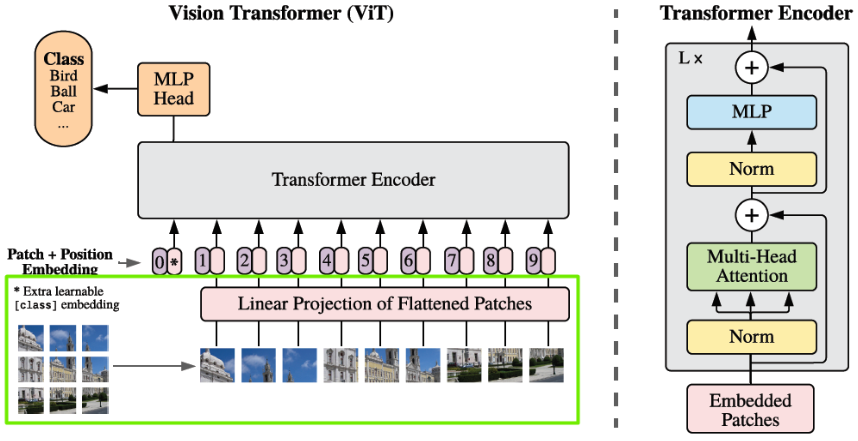 Vision Transformer (ViT)
Class
Bird
Ball
Car
...
MLP
Head
Transformer Encoder
Patch + Position
Embedding
0 * 1 2 3 4 5 6 7 8 9
* Extra learnable
[class] embedding
Linear Projection of Flattened Patches
Transformer Encoder
L ×
+
MLP
Norm
+
Multi-Head
Attention
Norm
Embedded
Patches